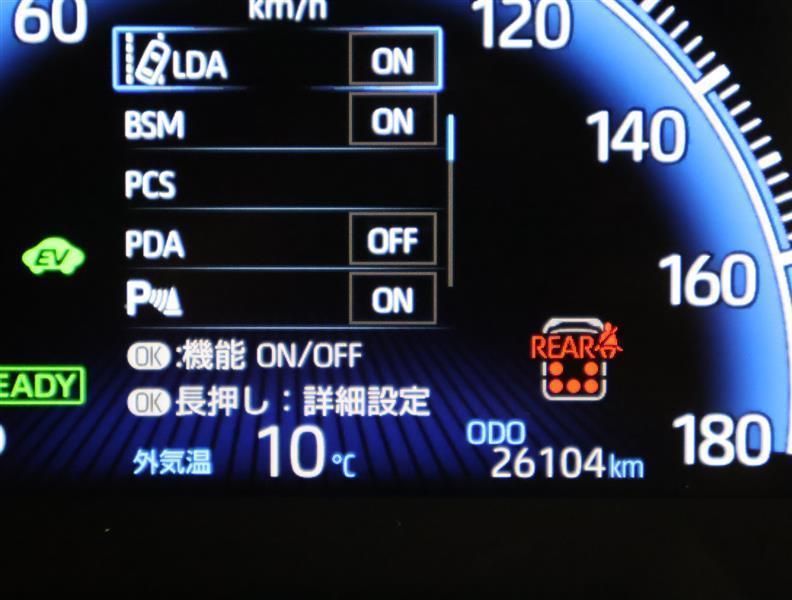 60
km/h
120
LDA ON
BSM ON
140
PCS
EV
PDA OFF
160
P ON
REAR
OK:機能 ON/OFF
EADY
OK長押し：詳細設定
ODO
180
外気温 10℃
26104km